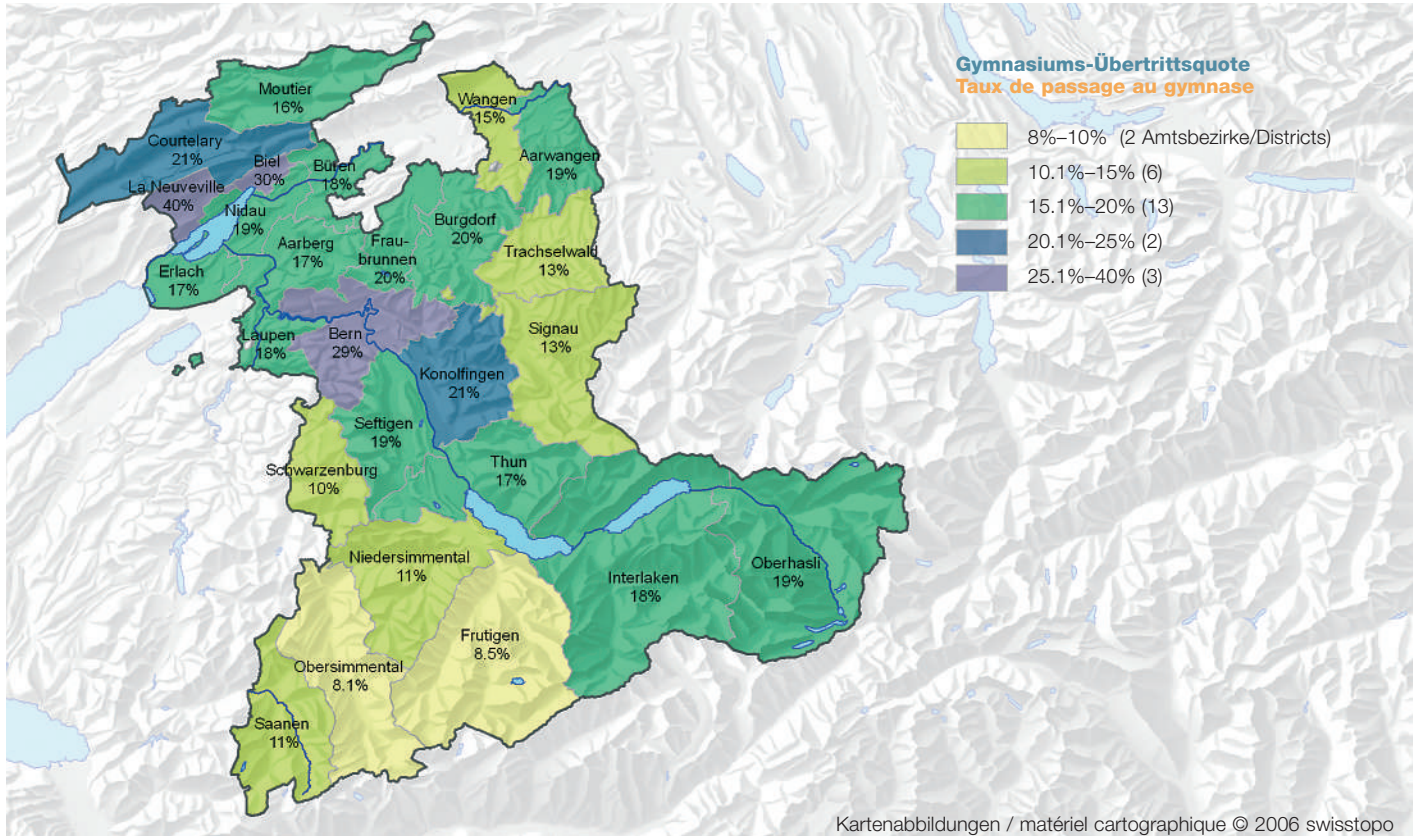 Gymnasiums-Übertrittsquote
Taux de passage au gymnase
8%–10% (2 Amtsbezirke/Districts)
10.1%–15% (6)
15.1%–20% (13)
20.1%–25% (2)
25.1%–40% (3)
Moutier
16%
Courtelary
21%
Biel
30%
La Neuveville
40%
Büren
18%
Nidau
19%
Erlach
17%
Aarberg
17%
Frau-
brunnen
20%
Burgdorf
20%
Wangen
15%
Aarwangen
19%
Trachselwald
13%
Signau
13%
Laupen
18%
Bern
29%
Konolfingen
21%
Seftigen
19%
Schwarzenburg
10%
Thun
17%
Niedersimmental
11%
Interlaken
18%
Oberhasli
19%
Frutigen
8.5%
Obersimmental
8.1%
Saanen
11%
Kartenabbildungen / matériel cartographique © 2006 swisstopo